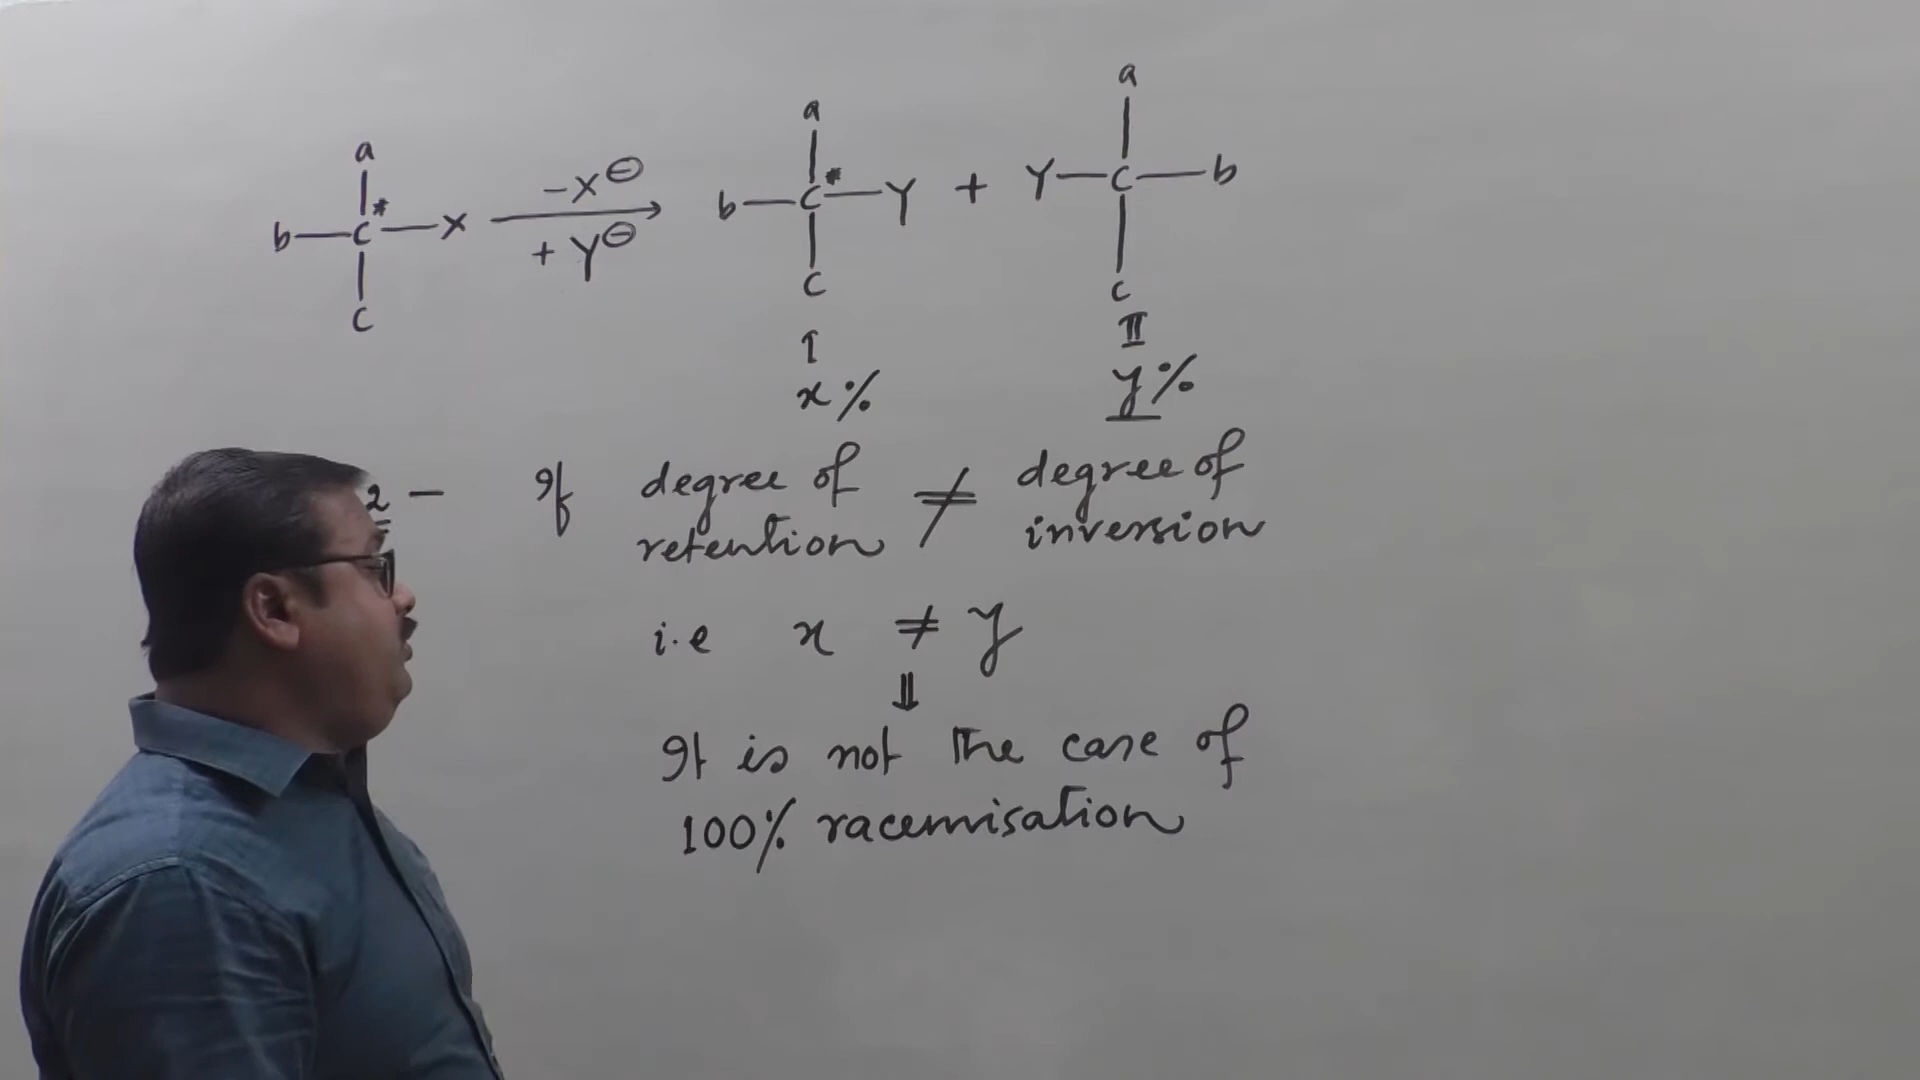 a a a
b—C*—X −X⊖ + Y⊖ b—C*—Y + Y—C—b
C C C
I II
x% y%
2 — If degree of retention ≠ degree of inversion
i.e x ≠ y
⇓
It is not the case of
100% racemisation